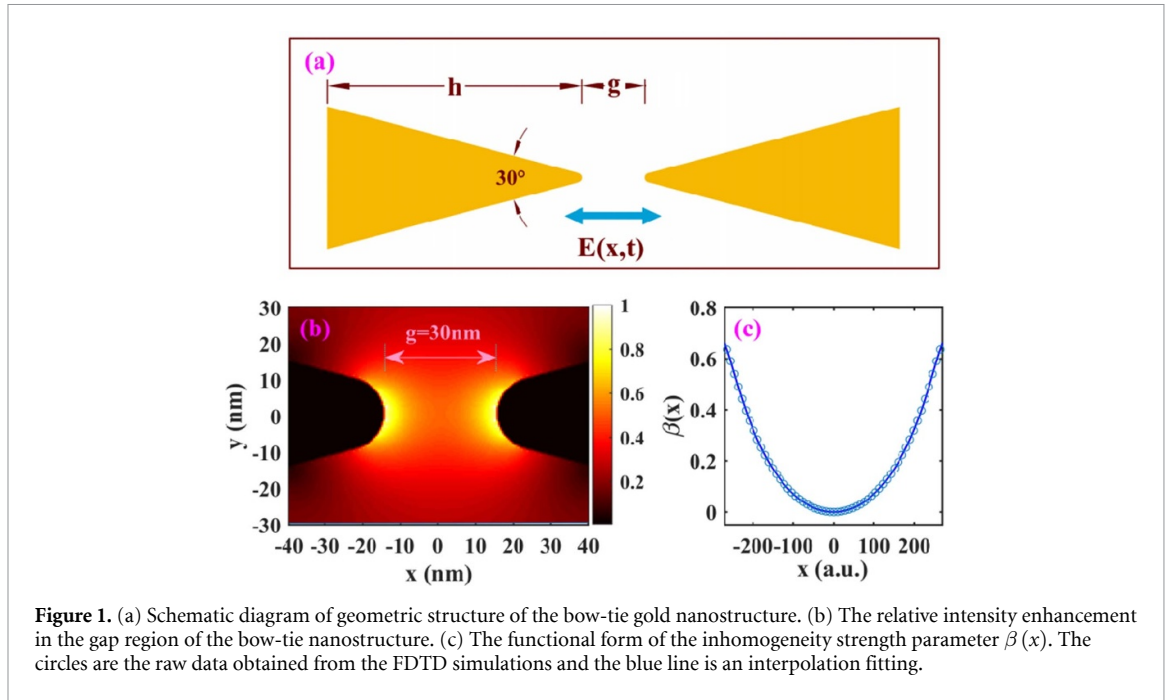 (a)
h
g
30°
E(x,t)
(b)
g=30nm
30
20
10
0
-10
-20
-30
y (nm)
-40 -30 -20 -10 0 10 20 30 40
x (nm)
1
0.8
0.6
0.4
0.2
(c)
0.8
0.6
0.4
0.2
0
β(x)
-200 -100 0 100 200
x (a.u.)
Figure 1. (a) Schematic diagram of geometric structure of the bow-tie gold nanostructure. (b) The relative intensity enhancement
in the gap region of the bow-tie nanostructure. (c) The functional form of the inhomogeneity strength parameter β (x). The
circles are the raw data obtained from the FDTD simulations and the blue line is an interpolation fitting.